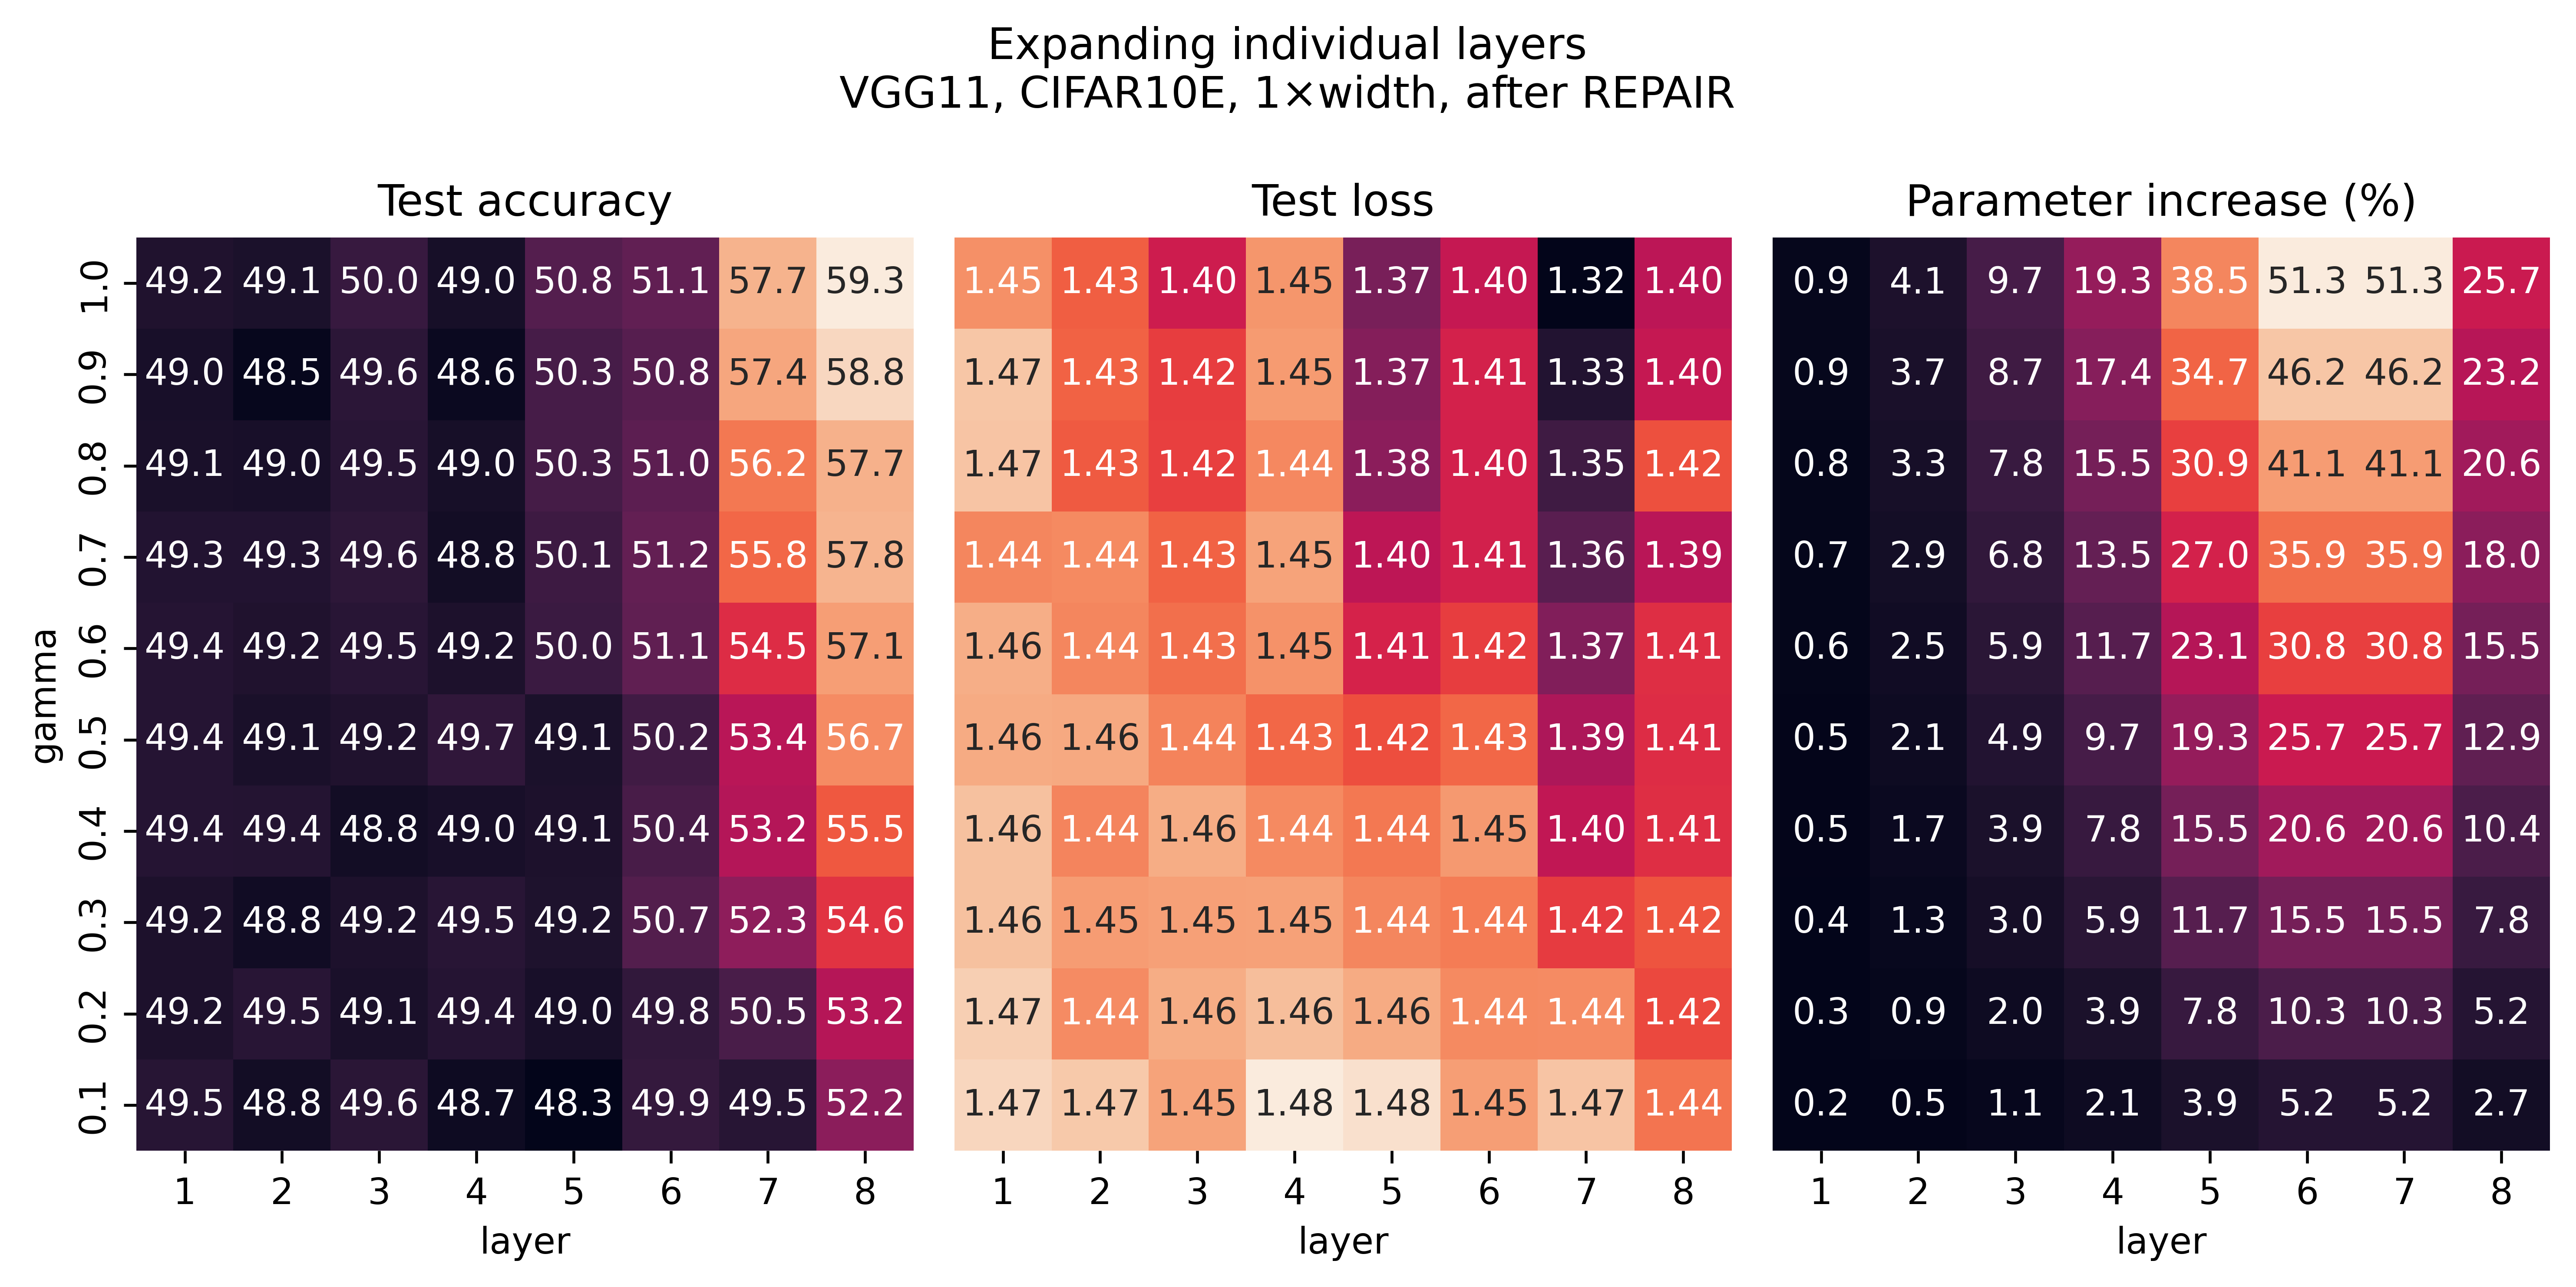 Expanding individual layers
VGG11, CIFAR10E, 1×width, after REPAIR
Test accuracy
Test loss
Parameter increase (%)
gamma
1.0 49.2 49.1 50.0 49.0 50.8 51.1 57.7 59.3 1.45 1.43 1.40 1.45 1.37 1.40 1.32 1.40 0.9 4.1 9.7 19.3 38.5 51.3 51.3 25.7
0.9 49.0 48.5 49.6 48.6 50.3 50.8 57.4 58.8 1.47 1.43 1.42 1.45 1.37 1.41 1.33 1.40 0.9 3.7 8.7 17.4 34.7 46.2 46.2 23.2
0.8 49.1 49.0 49.5 49.0 50.3 51.0 56.2 57.7 1.47 1.43 1.42 1.44 1.38 1.40 1.35 1.42 0.8 3.3 7.8 15.5 30.9 41.1 41.1 20.6
0.7 49.3 49.3 49.6 48.8 50.1 51.2 55.8 57.8 1.44 1.44 1.43 1.45 1.40 1.41 1.36 1.39 0.7 2.9 6.8 13.5 27.0 35.9 35.9 18.0
0.6 49.4 49.2 49.5 49.2 50.0 51.1 54.5 57.1 1.46 1.44 1.43 1.45 1.41 1.42 1.37 1.41 0.6 2.5 5.9 11.7 23.1 30.8 30.8 15.5
0.5 49.4 49.1 49.2 49.7 49.1 50.2 53.4 56.7 1.46 1.46 1.44 1.43 1.42 1.43 1.39 1.41 0.5 2.1 4.9 9.7 19.3 25.7 25.7 12.9
0.4 49.4 49.4 48.8 49.0 49.1 50.4 53.2 55.5 1.46 1.44 1.46 1.44 1.44 1.45 1.40 1.41 0.5 1.7 3.9 7.8 15.5 20.6 20.6 10.4
0.3 49.2 48.8 49.2 49.5 49.2 50.7 52.3 54.6 1.46 1.45 1.45 1.45 1.44 1.44 1.42 1.42 0.4 1.3 3.0 5.9 11.7 15.5 15.5 7.8
0.2 49.2 49.5 49.1 49.4 49.0 49.8 50.5 53.2 1.47 1.44 1.46 1.46 1.46 1.44 1.44 1.42 0.3 0.9 2.0 3.9 7.8 10.3 10.3 5.2
0.1 49.5 48.8 49.6 48.7 48.3 49.9 49.5 52.2 1.47 1.47 1.45 1.48 1.48 1.45 1.47 1.44 0.2 0.5 1.1 2.1 3.9 5.2 5.2 2.7
1 2 3 4 5 6 7 8 1 2 3 4 5 6 7 8 1 2 3 4 5 6 7 8
layer
layer
layer